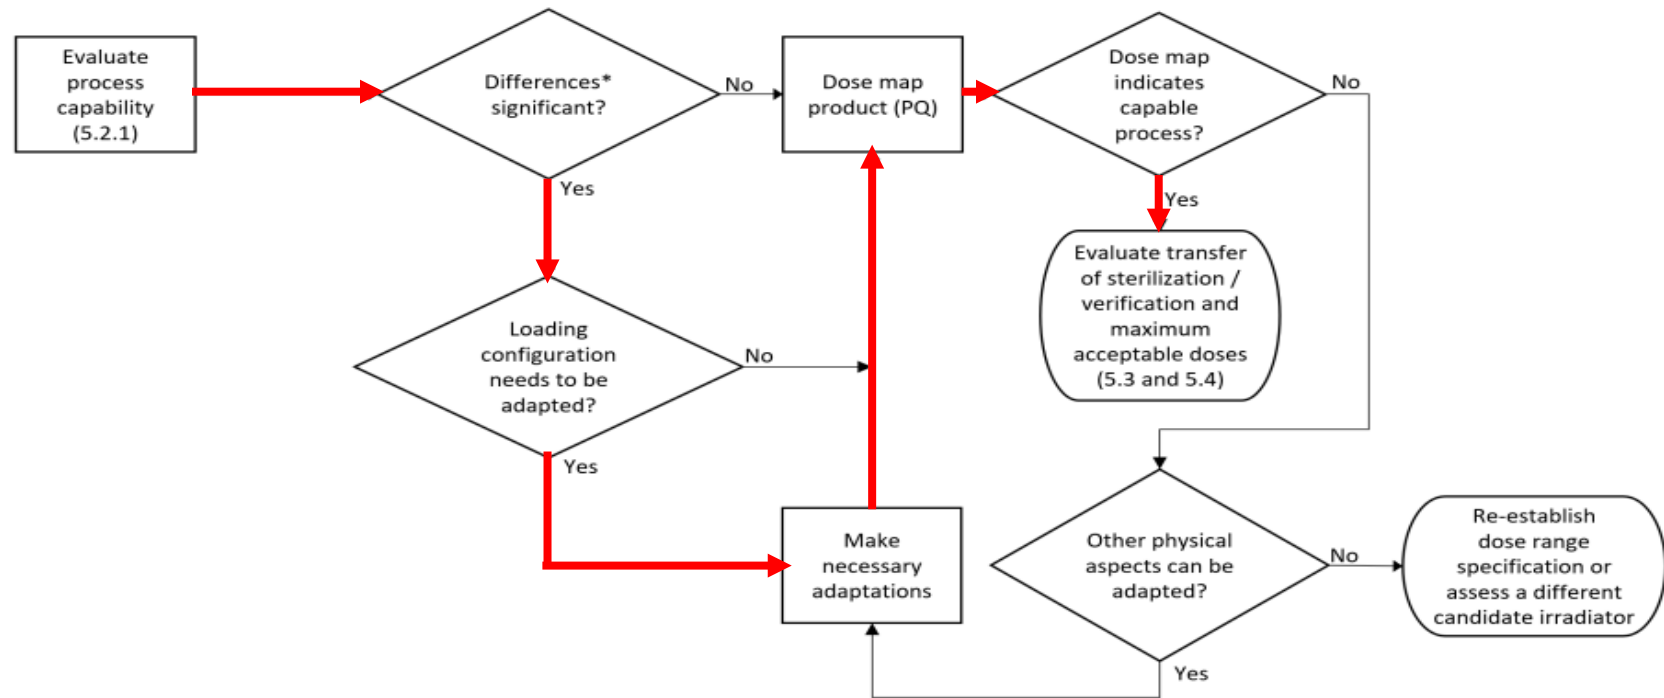 Evaluate
process
capability
(5.2.1)
Differences*
significant?
No
Yes
Dose map
product (PQ)
Dose map
indicates
capable
process?
No
Yes
Evaluate transfer
of sterilization /
verification and
maximum
acceptable doses
(5.3 and 5.4)
Loading
configuration
needs to be
adapted?
No
Yes
Make
necessary
adaptations
Other physical
aspects can be
adapted?
No
Yes
Re-establish
dose range
specification or
assess a different
candidate irradiator